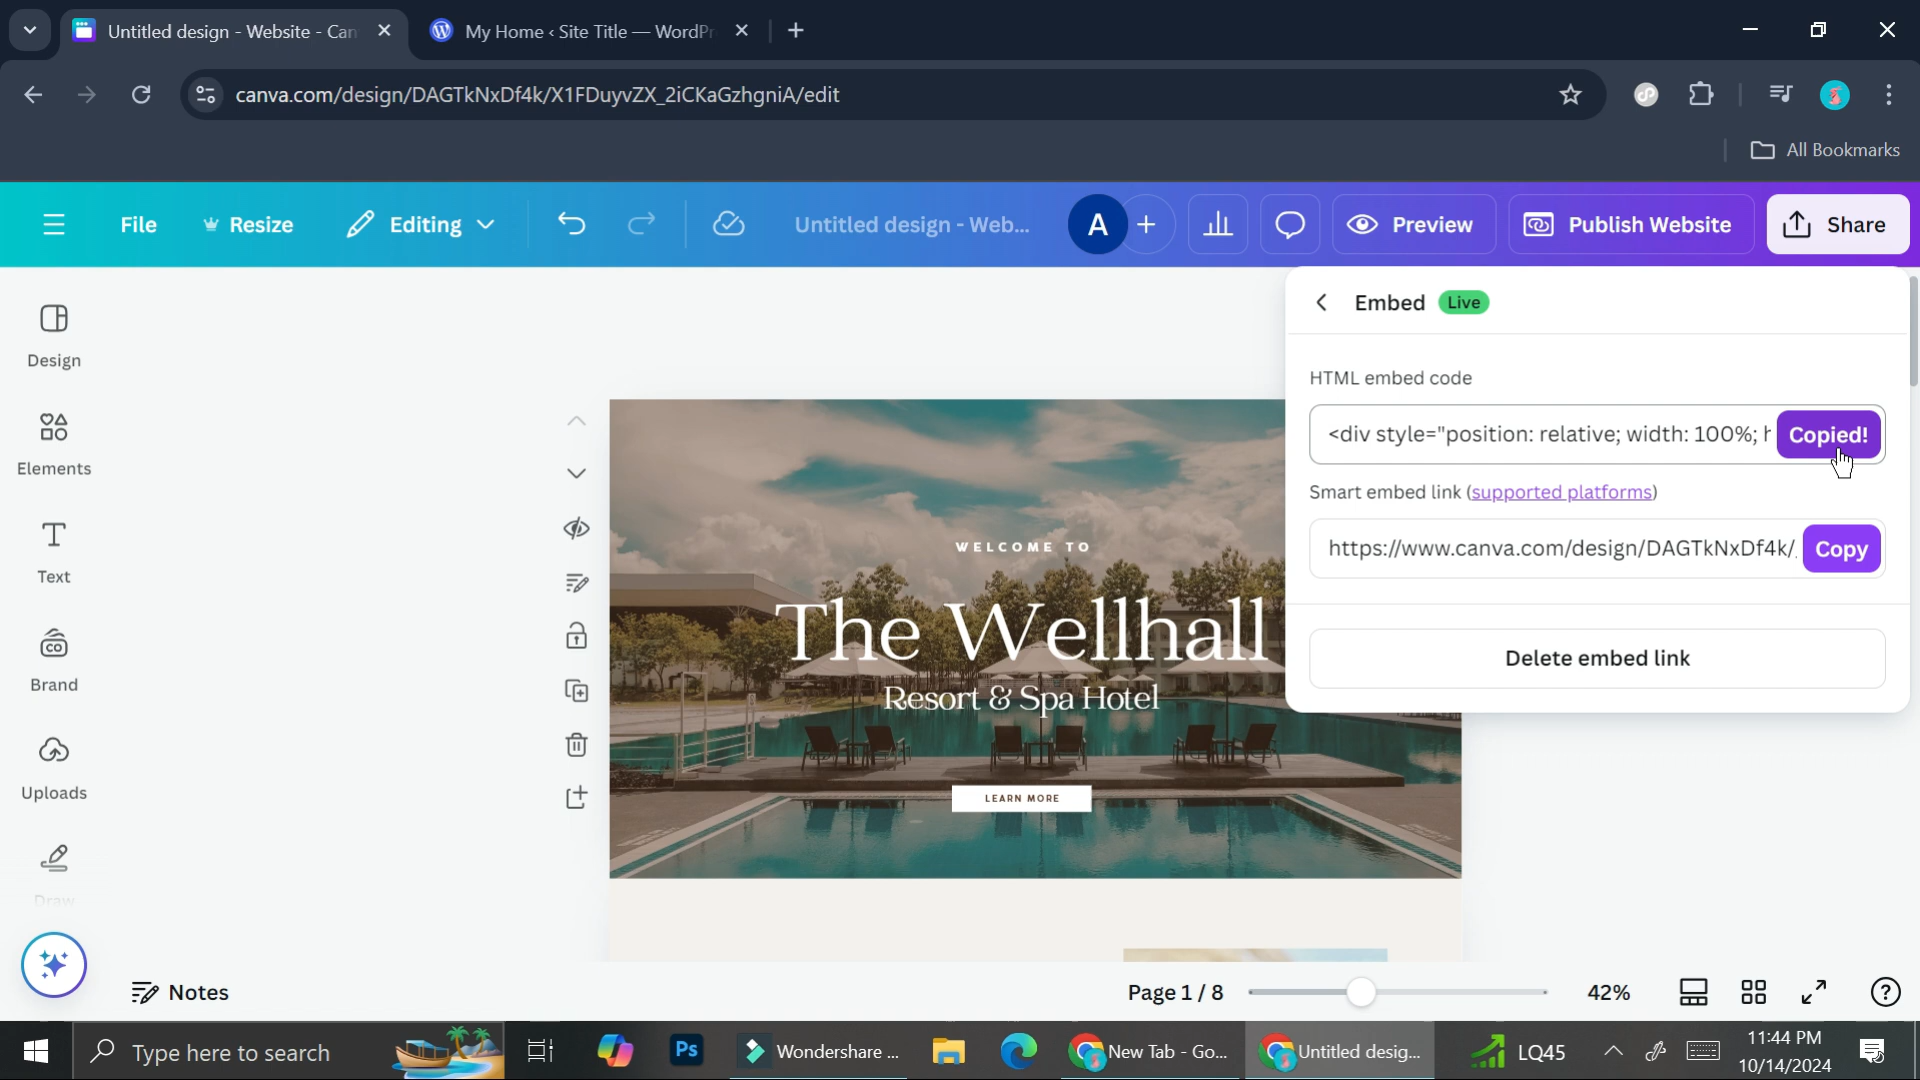 Untitled design - Website - Can
My Home ‹ Site Title — WordPr
canva.com/design/DAGTkNxDf4k/X1FDuyvZX_2iCKaGzhgniA/edit
All Bookmarks
File
Resize
Editing
Untitled design - Web...
A
Preview
Publish Website
Share
Design
Elements
Text
Brand
Uploads
Draw
Embed Live
HTML embed code
<div style="position: relative; width: 100%; h
Copied!
Smart embed link (supported platforms)
https://www.canva.com/design/DAGTkNxDf4k/
Copy
Delete embed link
WELCOME TO
The Wellhall
Resort & Spa Hotel
LEARN MORE
Notes
Page 1 / 8
42%
Type here to search
Ps
Wondershare ...
New Tab - Go...
Untitled desig...
LQ45
11:44 PM
10/14/2024